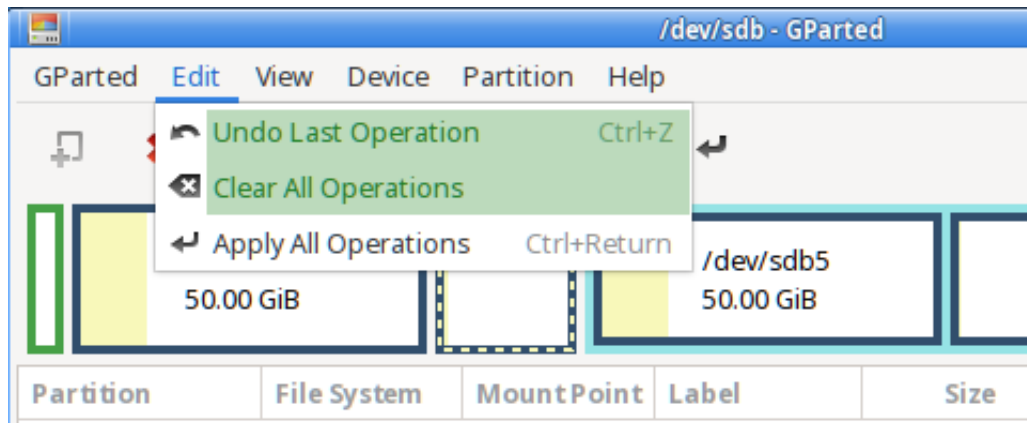 /dev/sdb - GParted
GParted Edit View Device Partition Help
Undo Last Operation Ctrl+Z
Clear All Operations
Apply All Operations Ctrl+Return
/dev/sdb5
50.00 GiB
50.00 GiB
Partition File System Mount Point Label Size